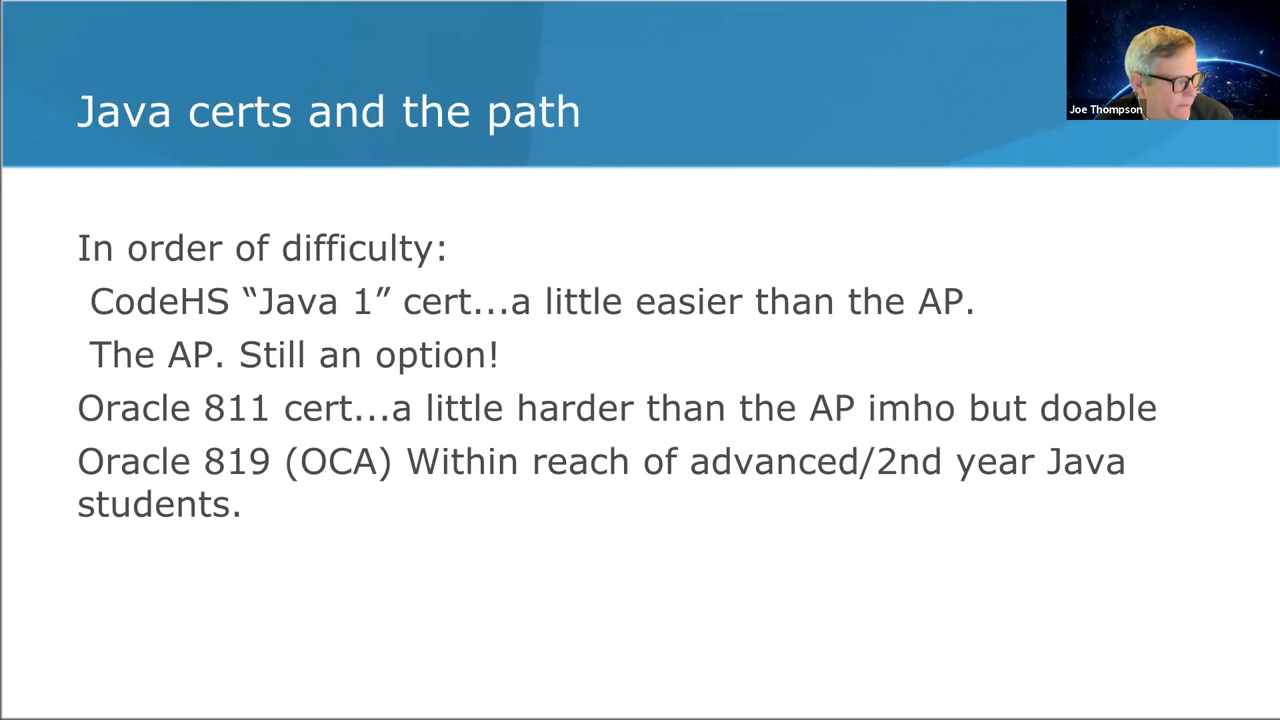 Java certs and the path
Joe Thompson
In order of difficulty:
CodeHS “Java 1” cert...a little easier than the AP.
The AP. Still an option!
Oracle 811 cert...a little harder than the AP imho but doable
Oracle 819 (OCA) Within reach of advanced/2nd year Java
students.